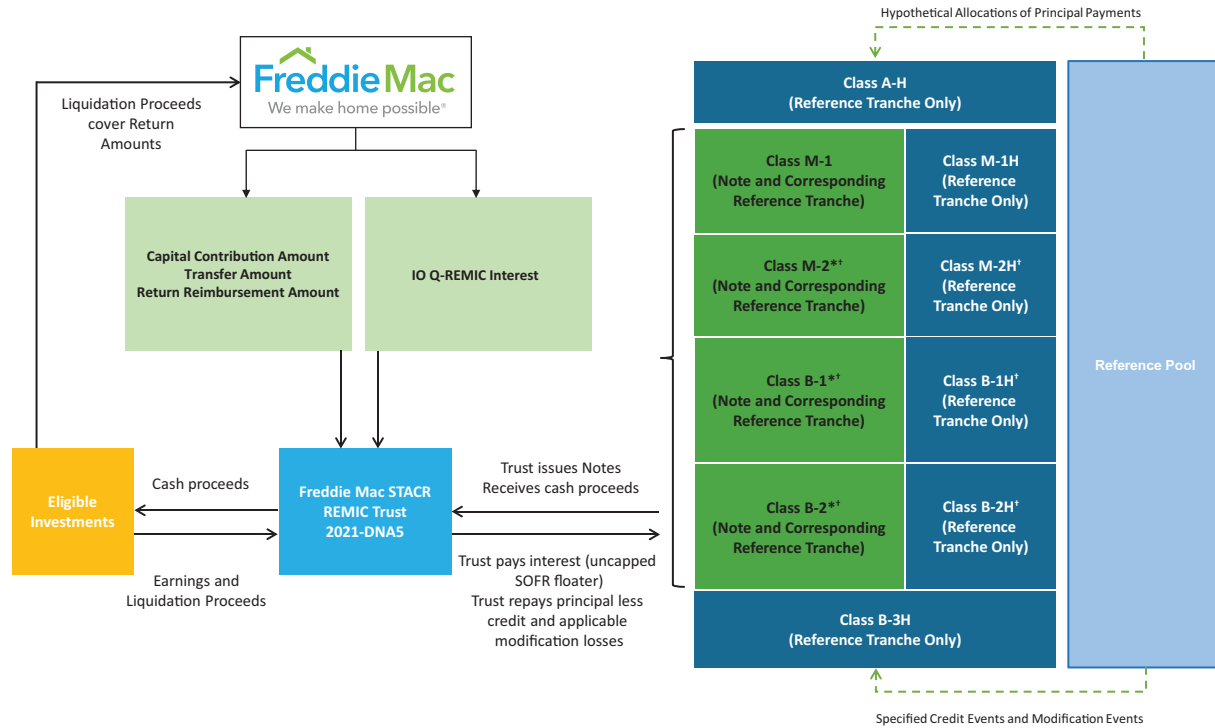 Hypothetical Allocations of Principal Payments
Freddie Mac
We make home possible®
Liquidation Proceeds
cover Return
Amounts
Capital Contribution Amount
Transfer Amount
Return Reimbursement Amount
IO Q-REMIC Interest
Eligible
Investments
Cash proceeds
Earnings and
Liquidation Proceeds
Freddie Mac STACR
REMIC Trust
2021-DNA5
Trust issues Notes
Receives cash proceeds
Trust pays interest (uncapped
SOFR floater)
Trust repays principal less
credit and applicable
modification losses
Class A-H
(Reference Tranche Only)
Class M-1
(Note and Corresponding
Reference Tranche)
Class M-1H
(Reference
Tranche Only)
Class M-2*†
(Note and Corresponding
Reference Tranche)
Class M-2H†
(Reference
Tranche Only)
Class B-1*†
(Note and Corresponding
Reference Tranche)
Class B-1H†
(Reference
Tranche Only)
Class B-2*†
(Note and Corresponding
Reference Tranche)
Class B-2H†
(Reference
Tranche Only)
Class B-3H
(Reference Tranche Only)
Reference Pool
Specified Credit Events and Modification Events